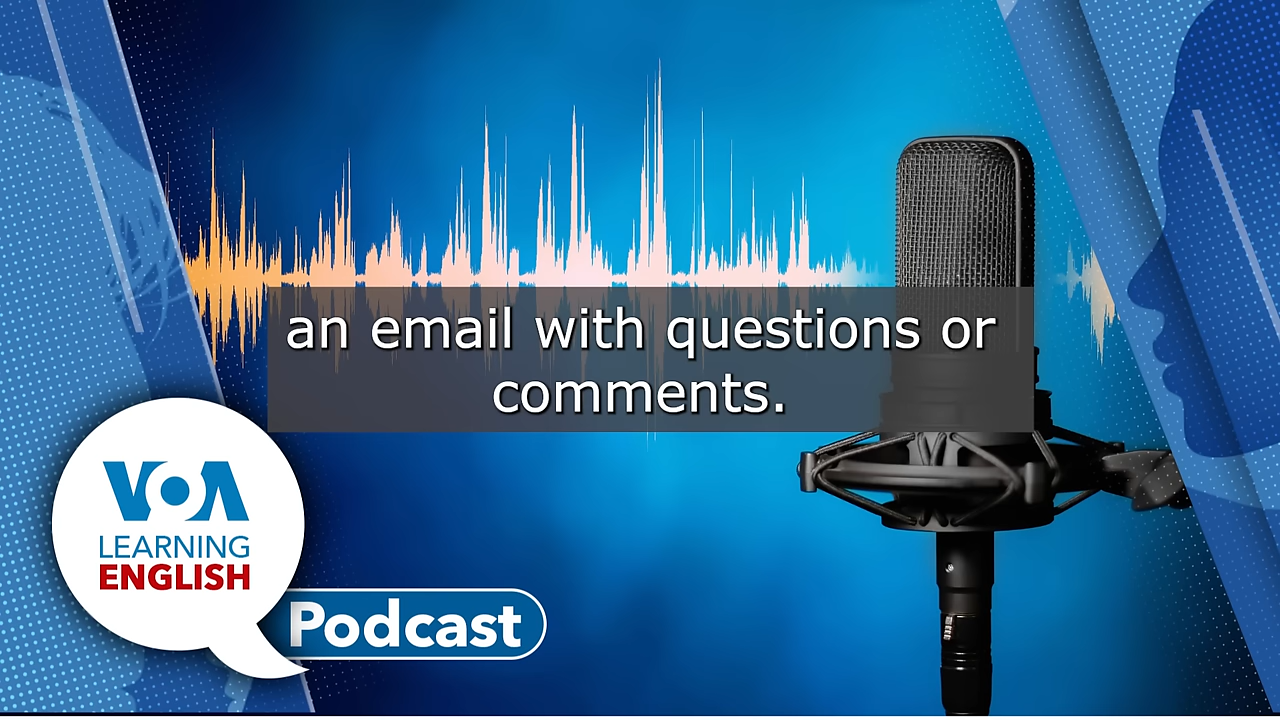 an email with questions or
comments.
VOA
LEARNING
ENGLISH
Podcast